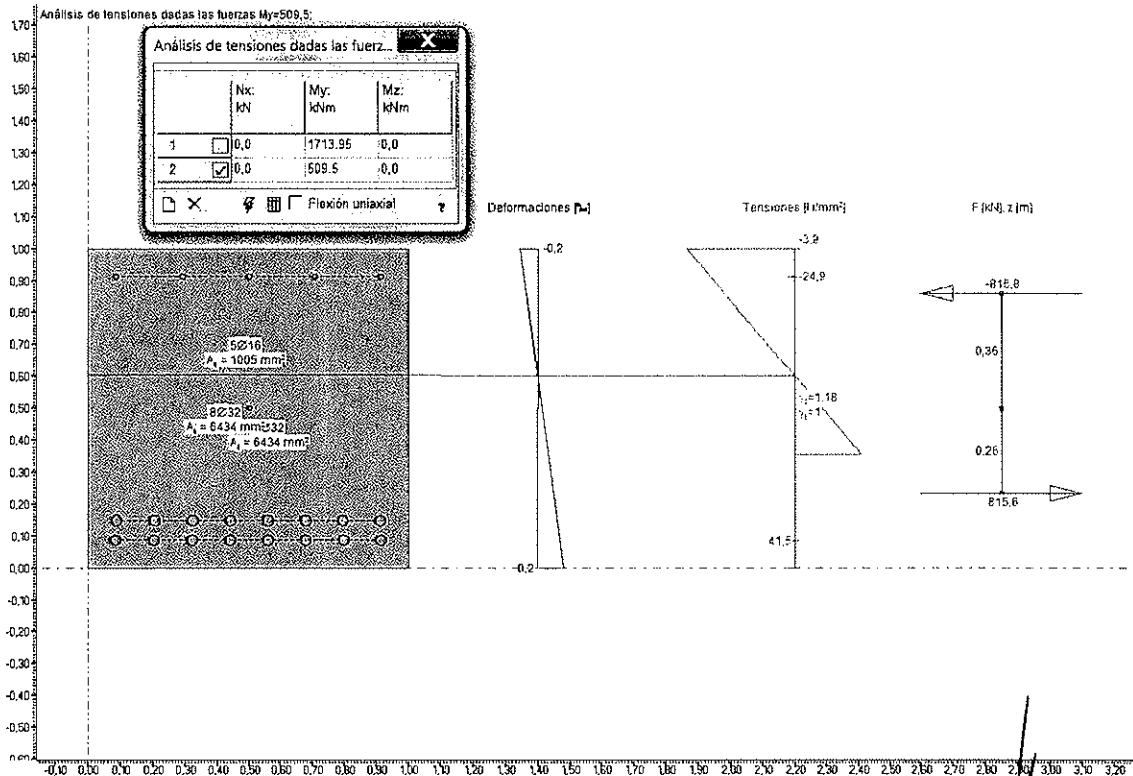 Análisis de tensiones dadas las fuerzas My=509,5;
Análisis de tensiones dadas las fuerz...
Nx: My: Mz:
kN kNm kNm
1 0,0 1713.95 0,0
2 0,0 509.5 0,0
Flexión uniaxial ?
Deformaciones
Tensiones [N/mm²]
F [kN], z [m]
-0,2
-3,9
-24,9
-815,8
5Ø16
A = 1005 mm²
0,36
8Ø32
= 6434 mm²
= 6434 mm²
=1.18
=1
0,26
815,6
41,5
-0,2
1,70
1,60
1,50
1,40
1,30
1,20
1,10
1,00
0,90
0,80
0,70
0,60
0,50
0,40
0,30
0,20
0,10
0,00
-0,10
-0,20
-0,30
-0,40
-0,50
-0,10 0,00 0,10 0,20 0,30 0,40 0,50 0,60 0,70 0,80 0,90 1,00 1,10 1,20 1,30 1,40 1,50 1,60 1,70 1,80 1,90 2,00 2,10 2,20 2,30 2,40 2,50 2,60 2,70 2,80 2,90 3,00 3,10 3,20